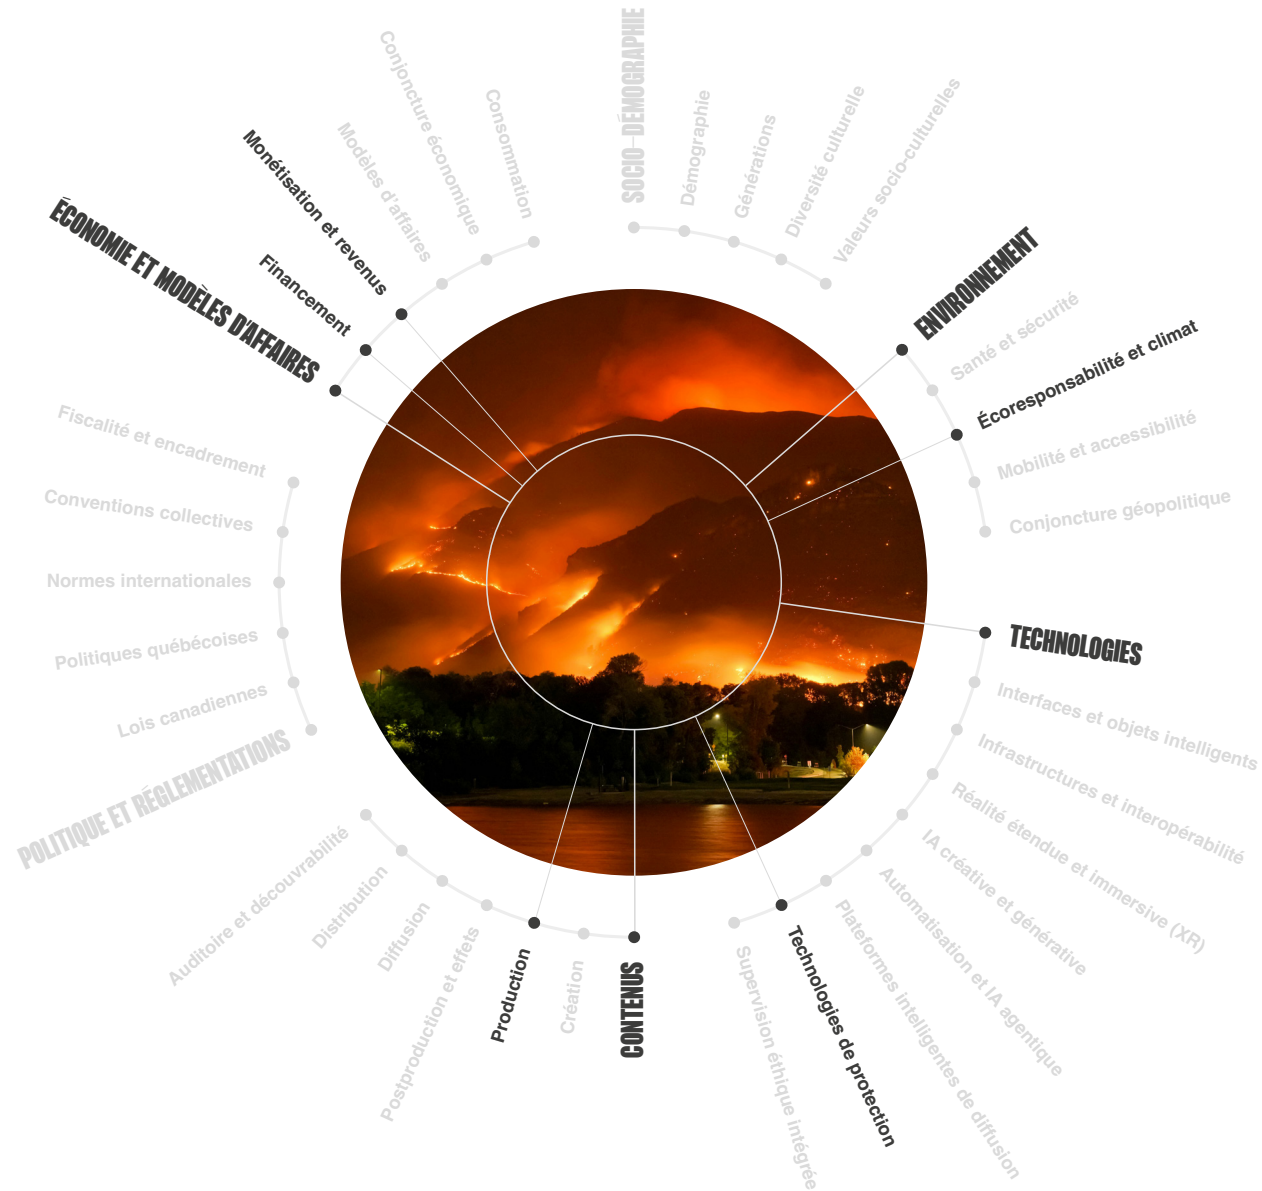 SOCIO-DÉMOGRAPHIE
Démographie
Générations
Diversité culturelle
Valeurs socio-culturelles
ENVIRONNEMENT
Santé et sécurité
Écoresponsabilité et climat
Mobilité et accessibilité
Conjoncture géopolitique
TECHNOLOGIES
Interfaces et objets intelligents
Infrastructures et interopérabilité
Réalité étendue et immersive (XR)
IA créative et générative
Automatisation et IA agentique
Plateformes intelligentes de diffusion
Technologies de protection
Supervision éthique intégrée
CONTENUS
Création
Production
Postproduction et effets
Diffusion
Distribution
Auditoire et découvrabilité
POLITIQUE ET RÉGLEMENTATIONS
Lois canadiennes
Politiques québécoises
Normes internationales
Conventions collectives
Fiscalité et encadrement
ÉCONOMIE ET MODÈLES D'AFFAIRES
Financement
Monétisation et revenus
Modèles d'affaires
Conjoncture économique
Consommation